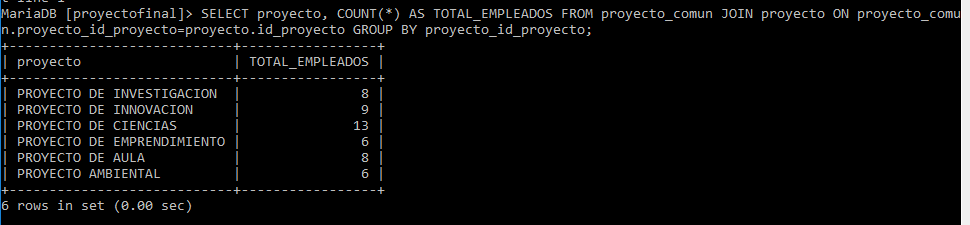 MariaDB [proyectofinal]> SELECT proyecto, COUNT(*) AS TOTAL_EMPLEADOS FROM proyecto_comun JOIN proyecto ON proyecto_comu
n.proyecto_id_proyecto=proyecto.id_proyecto GROUP BY proyecto_id_proyecto;
+---------------------------+-----------------+
| proyecto                  | TOTAL_EMPLEADOS |
+---------------------------+-----------------+
| PROYECTO DE INVESTIGACION |               8 |
| PROYECTO DE INNOVACION    |               9 |
| PROYECTO DE CIENCIAS      |              13 |
| PROYECTO DE EMPRENDIMIENTO |               6 |
| PROYECTO DE AULA          |               8 |
| PROYECTO AMBIENTAL        |               6 |
+---------------------------+-----------------+
6 rows in set (0.00 sec)